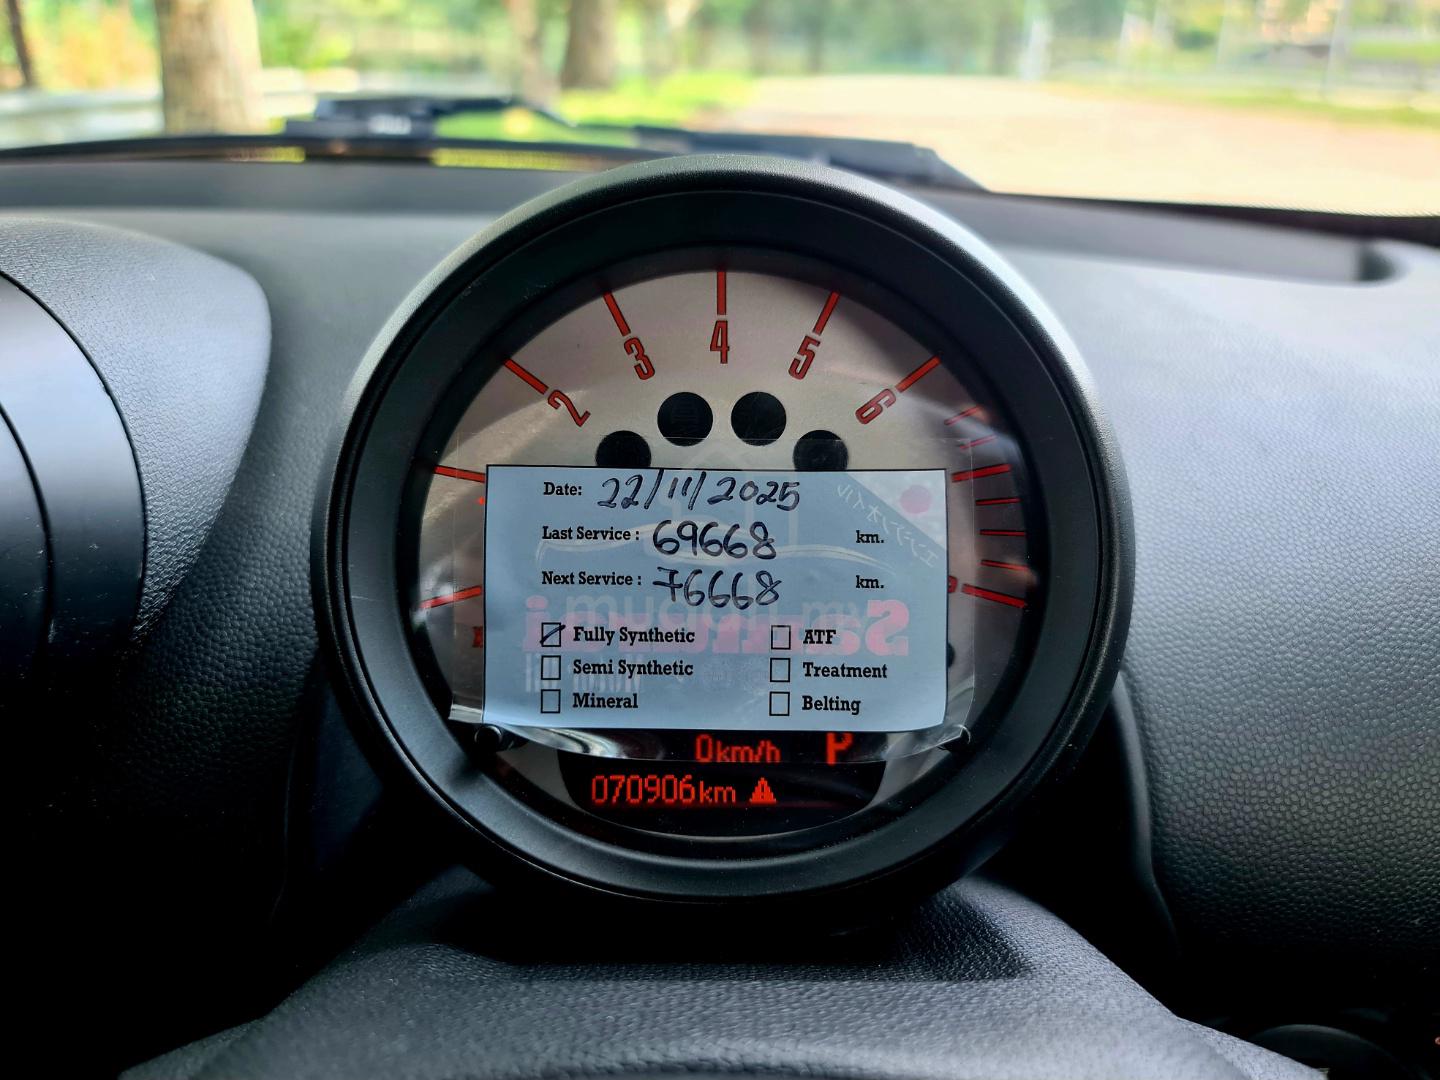 2 3 4 5 6
Date: 22/11/2025
Last Service : 69668 km.
Next Service : 76668 km.
Fully Synthetic ATF
Semi Synthetic Treatment
Mineral Belting
0km/h P
070906km